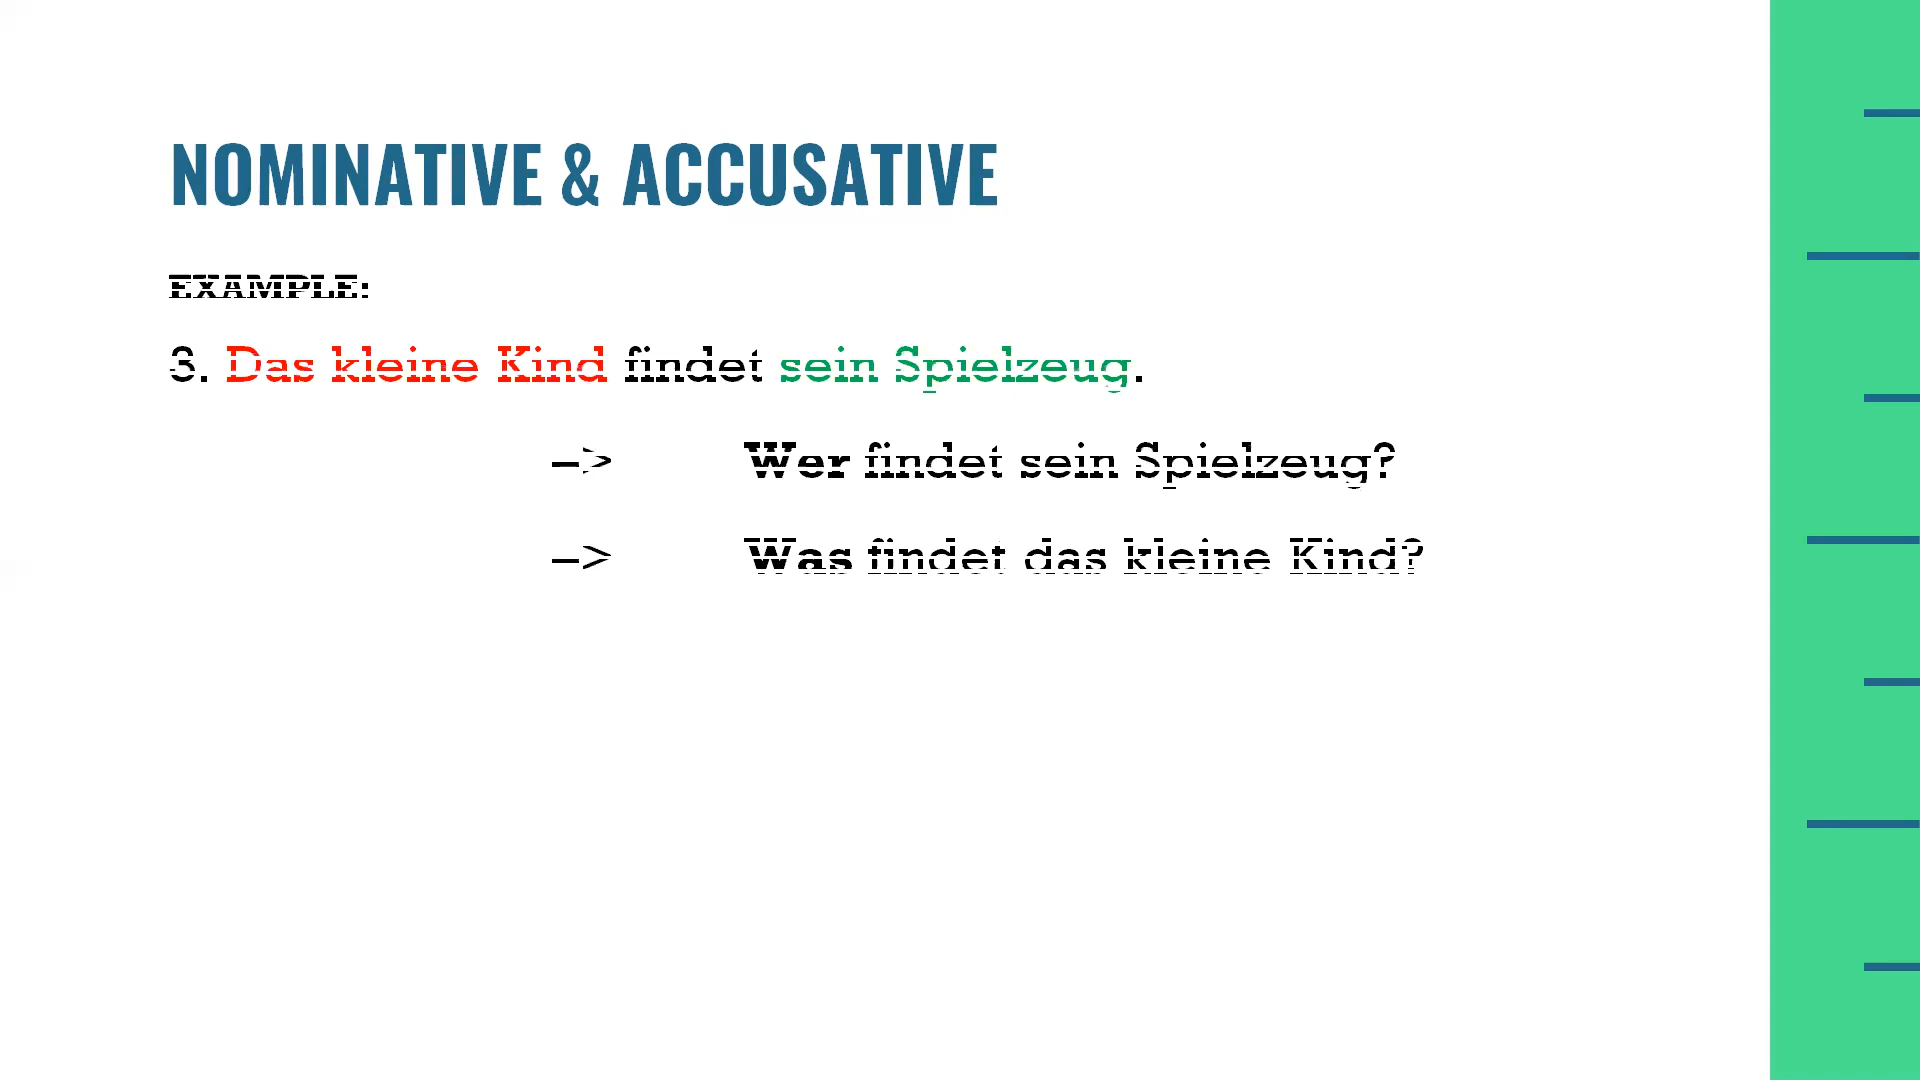 NOMINATIVE & ACCUSATIVE
EXAMPLE:
3. Das kleine Kind findet sein Spielzeug.
–> Wer findet sein Spielzeug?
–> Was findet das kleine Kind?